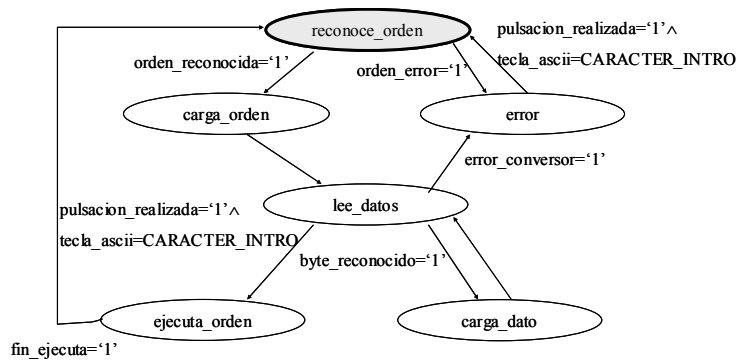 reconoce_orden
pulsacion_realizada=‘1’∧
tecla_ascii=CARACTER_INTRO
orden_reconocida=‘1’
orden_error=‘1’
carga_orden
error
error_conversor=‘1’
lee_datos
pulsacion_realizada=‘1’∧
tecla_ascii=CARACTER_INTRO
byte_reconocido=‘1’
ejecuta_orden
carga_dato
fin_ejecuta=‘1’